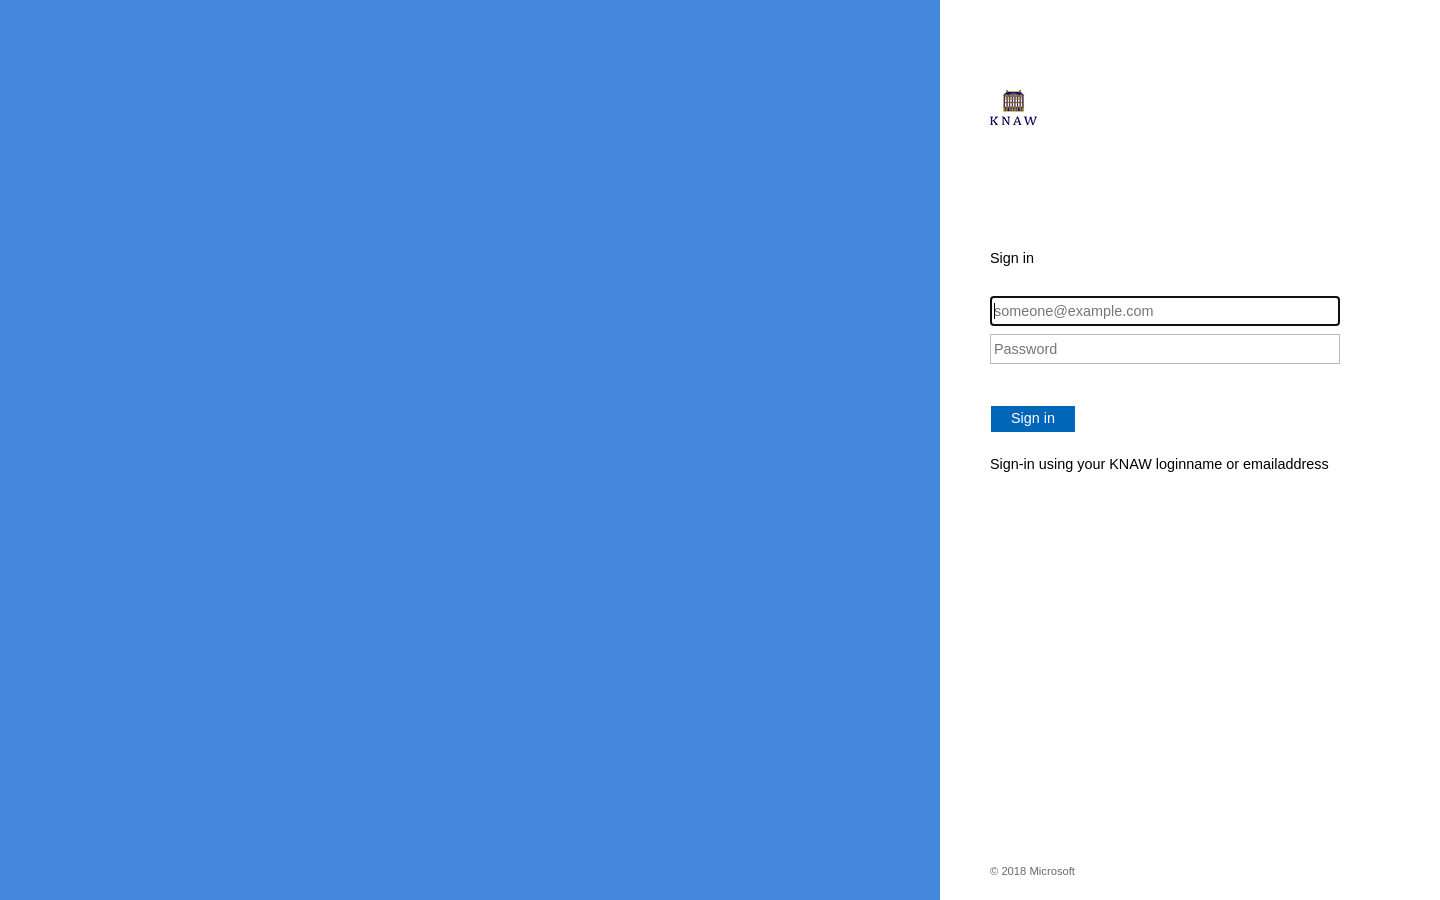 KNAW
Sign in
someone@example.com
Password
Sign in
Sign-in using your KNAW loginname or emailaddress
© 2018 Microsoft